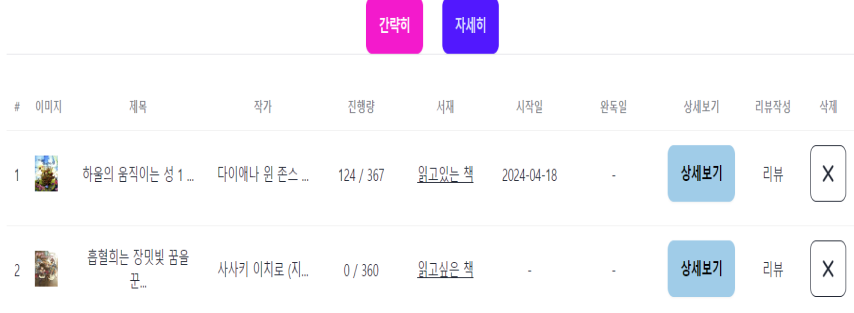 간략히 자세히
# 이미지 제목 작가 진행량 서재 시작일 완독일 상세보기 리뷰작성 삭제
1 하울의 움직이는 성 1 ... 다이애나 윈 존스 ... 124 / 367 읽고있는 책 2024-04-18 - 상세보기 리뷰 X
2 흡혈희는 장밋빛 꿈을 꾼... 사사키 이치로 (지... 0 / 360 읽고싶은 책 - - 상세보기 리뷰 X